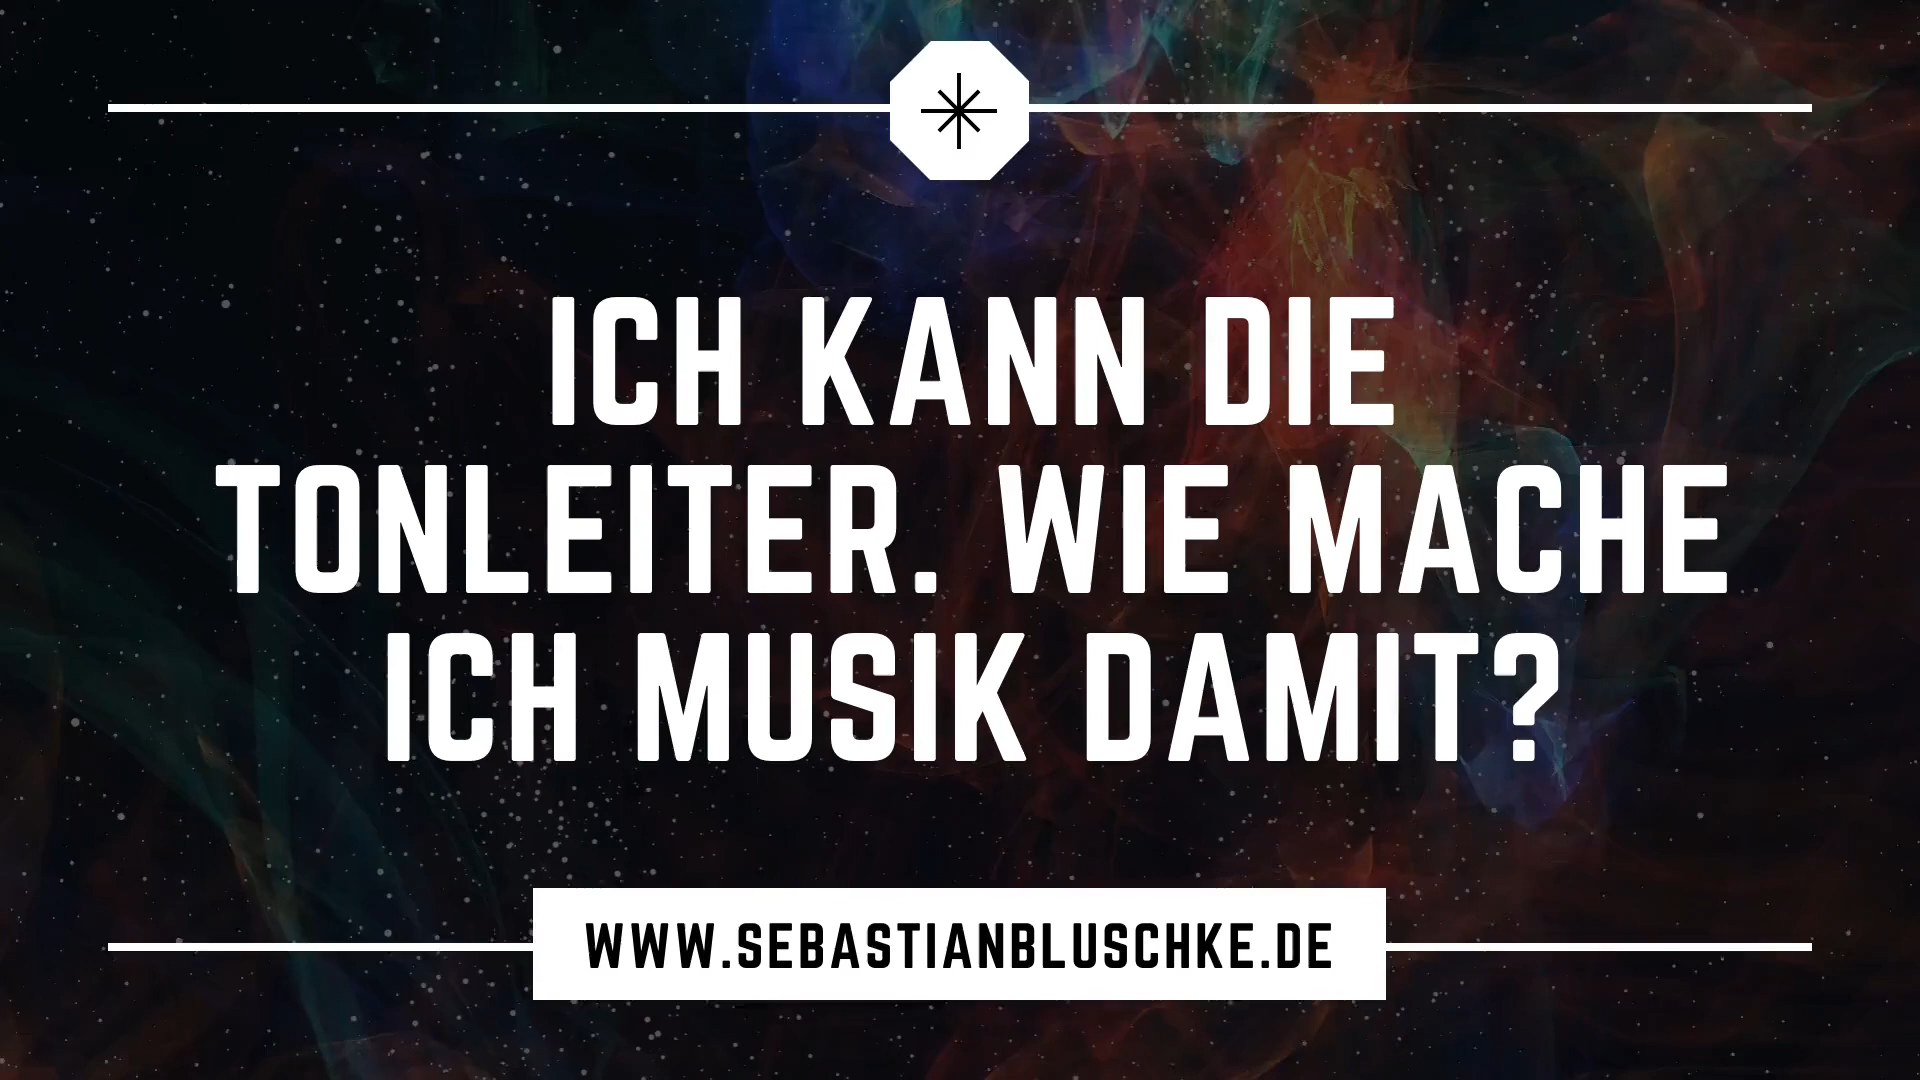 ICH KANN DIE
TONLEITER. WIE MACHE
ICH MUSIK DAMIT?
WWW.SEBASTIANBLUSCHKE.DE